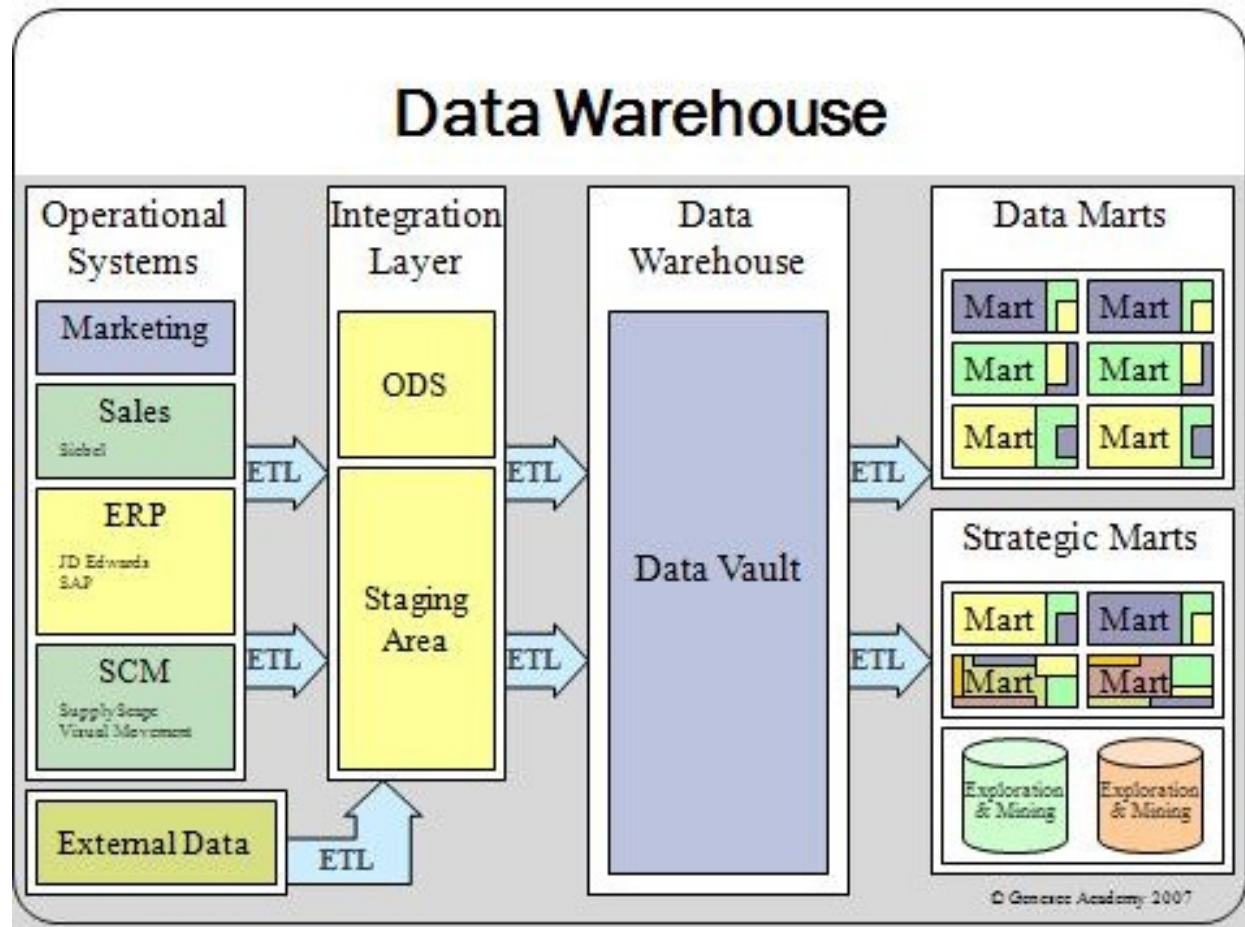 Data Warehouse
Operational
Systems
Marketing
Sales
Siebel
ERP
JD Edwards
SAP
SCM
SupplyScape
Visual Movement
External Data
ETL
ETL
ETL
Integration
Layer
ODS
Staging
Area
ETL
ETL
Data
Warehouse
Data Vault
ETL
ETL
Data Marts
Mart
Mart
Mart
Mart
Mart
Mart
Strategic Marts
Mart
Mart
Mart
Mart
Exploration
& Mining
Exploration
& Mining
© Genesee Academy 2007